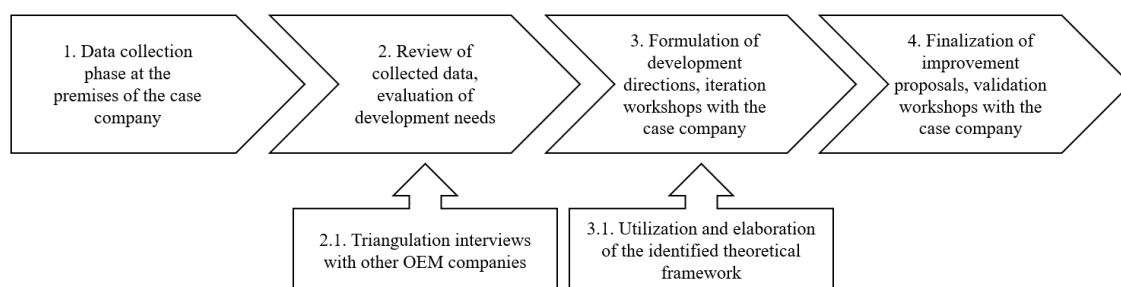 1. Data collection
phase at the
premises of the case
company
2. Review of
collected data,
evaluation of
development needs
3. Formulation of
development
directions, iteration
workshops with the
case company
4. Finalization of
improvement
proposals, validation
workshops with the
case company
2.1. Triangulation interviews
with other OEM companies
3.1. Utilization and elaboration
of the identified theoretical
framework